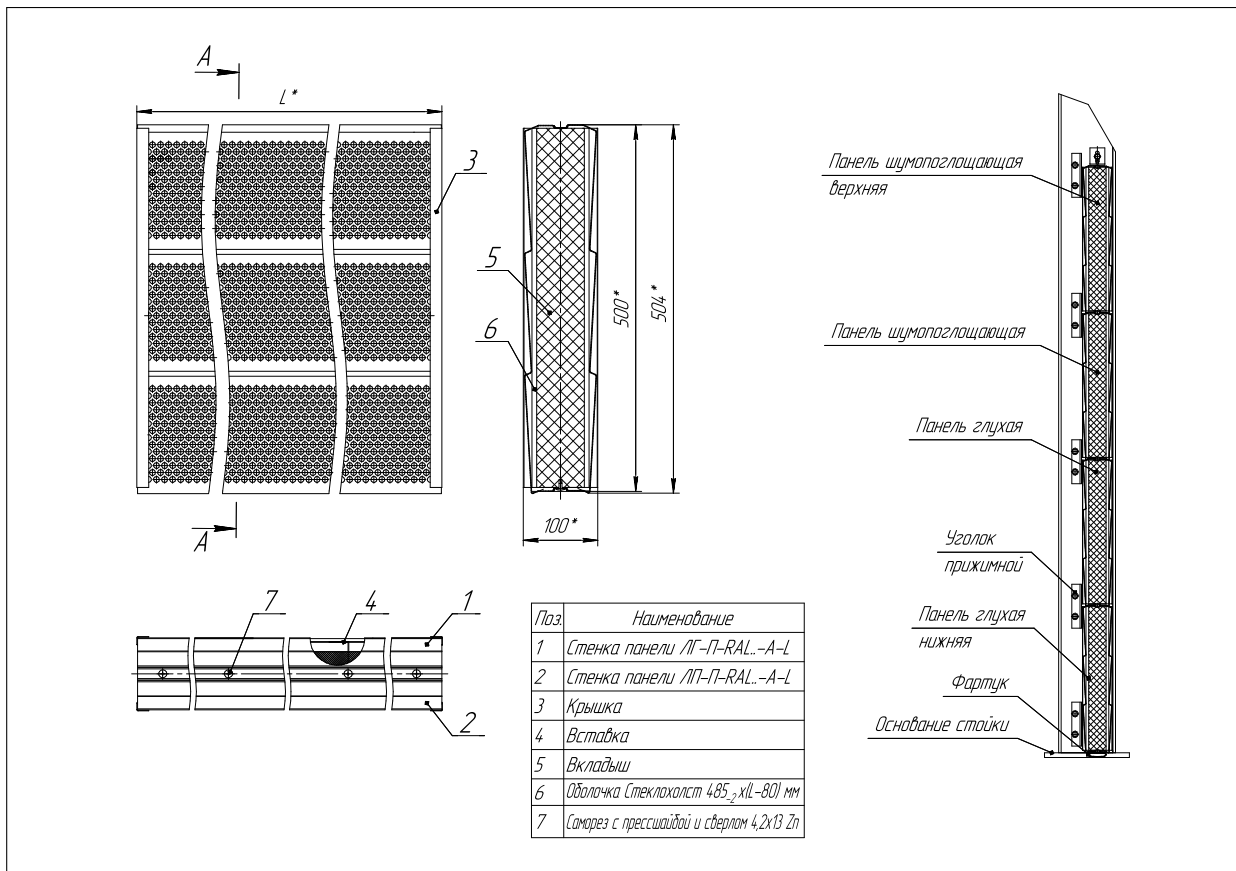 А
L*
3
5
6
500*
504*
100*
А
7
4
1
2
Поз.
Наименование
1 Стенка панели ЛГ-П-RAL..-А-L
2 Стенка панели ЛП-П-RAL..-А-L
3 Крышка
4 Вставка
5 Вкладыш
6 Оболочка Стеклохолст 485-2 x(L-80) мм
7 Саморез с прессшайбой и сверлом 4,2х13 Zn
Панель шумопоглощающая
верхняя
Панель шумопоглощающая
Панель глухая
Уголок
прижимной
Панель глухая
нижняя
Фартук
Основание стойки